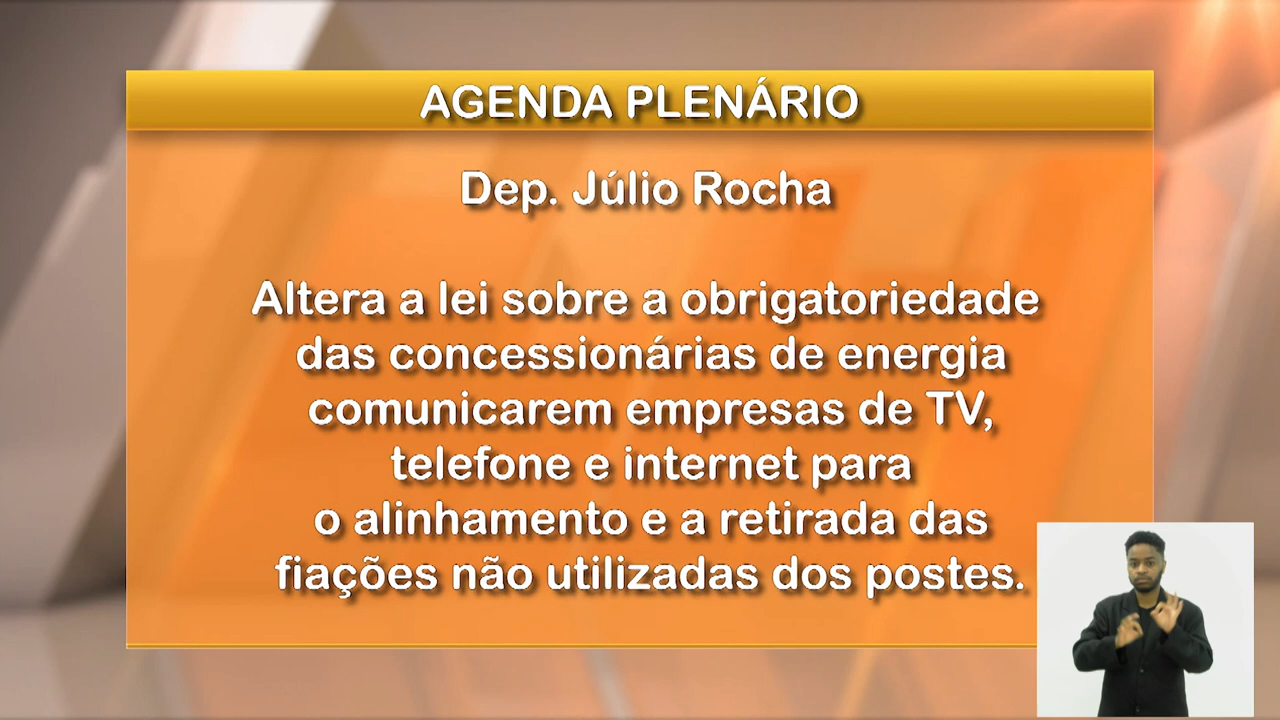 AGENDA PLENÁRIO
Dep. Júlio Rocha
Altera a lei sobre a obrigatoriedade
das concessionárias de energia
comunicarem empresas de TV,
telefone e internet para
o alinhamento e a retirada das
fiações não utilizadas dos postes.